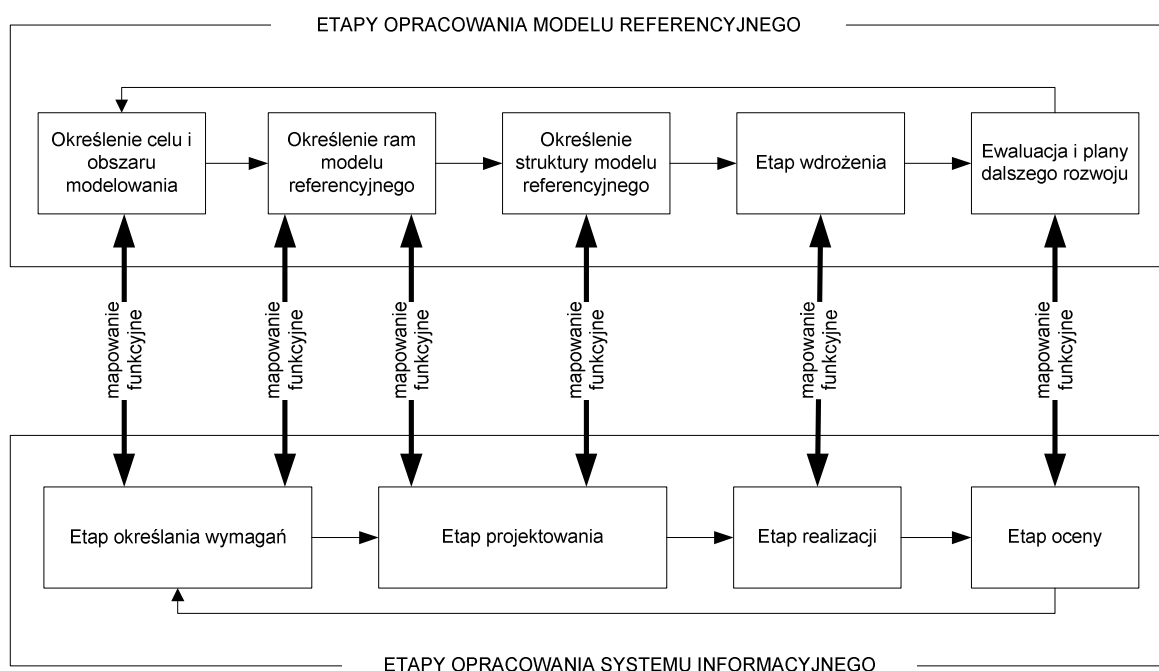 ETAPY OPRACOWANIA MODELU REFERENCYJNEGO
Określenie celu i
obszaru
modelowania
Określenie ram
modelu
referencyjnego
Określenie
struktury modelu
referencyjnego
Etap wdrożenia
Ewaluacja i plany
dalszego rozwoju
mapowanie
funkcyjne
mapowanie
funkcyjne
mapowanie
funkcyjne
mapowanie
funkcyjne
mapowanie
funkcyjne
mapowanie
funkcyjne
Etap określania wymagań
Etap projektowania
Etap realizacji
Etap oceny
ETAPY OPRACOWANIA SYSTEMU INFORMACYJNEGO